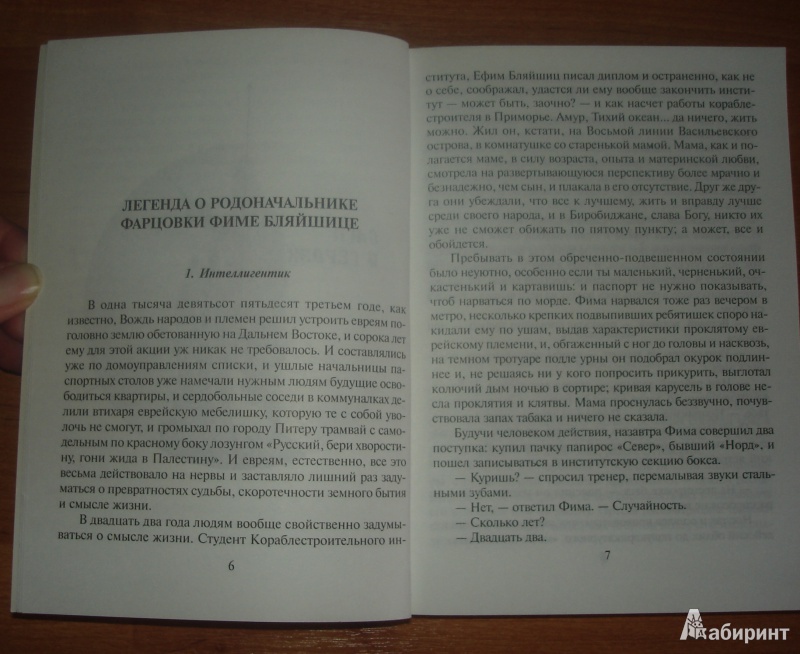 ЛЕГЕНДА О РОДОНАЧАЛЬНИКЕ
ФАРЦОВКИ ФИМЕ БЛЯЙШИЦЕ
1. Интеллигентик
В одна тысяча девятьсот пятьдесят третьем годе, как
известно, Вождь народов и племен решил устроить евреям по-
головно землю обетованную на Дальнем Востоке, и сорока лет
ему для этой акции уж никак не требовалось. И составлялись
уже по домоуправлениям списки, и ушлые начальницы па-
спортных столов уже намечали нужным людям будущие осво-
бодиться квартиры, и сердобольные соседи в коммуналках де-
лили втихаря еврейскую мебелишку, которую те с собой уво-
лочь не смогут, и громыхал по городу Питеру трамвай с само-
дельным по красному боку лозунгом «Русский, бери хворости-
ну, гони жида в Палестину». И евреям, естественно, все это
весьма действовало на нервы и заставляло лишний раз заду-
маться о превратностях судьбы, скоротечности земного бытия
и смысле жизни.
В двадцать два года людям вообще свойственно задумы-
ваться о смысле жизни. Студент Кораблестроительного ин-
6
ститута, Ефим Бляйшиц писал диплом и остраненно, как не
о себе, соображал, удастся ли ему вообще закончить инсти-
тут — может быть, заочно? — и как насчет работы корабле-
строителя в Приморье. Амур, Тихий океан... да ничего, жить
можно. Жил он, кстати, на Восьмой линии Васильевского
острова, в комнатушке со старенькой мамой. Мама, как и по-
лагается маме, в силу возраста, опыта и материнской любви,
смотрела на развертывающуюся перспективу более мрачно и
безнадежно, чем сын, и плакала в его отсутствие. Друг же дру-
га они убеждали, что все к лучшему, жить и вправду лучше
среди своего народа, и в Биробиджане, слава Богу, никто их
уже не сможет обижать по пятому пункту; а может, все и
обойдется.
Пребывать в этом обреченно-подвешенном состоянии
было неуютно, особенно если ты маленький, черненький, оч-
кастенький и картавишь: и паспорт не нужно показывать,
чтоб нарваться по морде. Фима нарвался тоже раз вечером в
метро, несколько крепких подвыпивших ребятишек споро на-
кидали ему по ушам, выдав характеристики проклятому ев-
рейскому племени, и, обгаженный с ног до головы и насквозь,
на темном тротуаре подле урны он подобрал окурок подлин-
нее и, не решаясь ни у кого попросить прикурить, выглотал
колючий дым ночью в сортире; кривая карусель в голове не-
сла проклятия и клятвы. Мама проснулась беззвучно, почув-
ствовала запах табака и ничего не сказала.
Будучи человеком действия, назавтра Фима совершил два
поступка: купил пачку папирос «Север», бывший «Норд», и
пошел записываться в институтскую секцию бокса.
— Куришь? — спросил тренер, перемалывая звуки сталь-
ными зубами.
— Нет, — ответил Фима. — Случайность.
— Сколько лет?
— Двадцать два.
7
Лабиринт